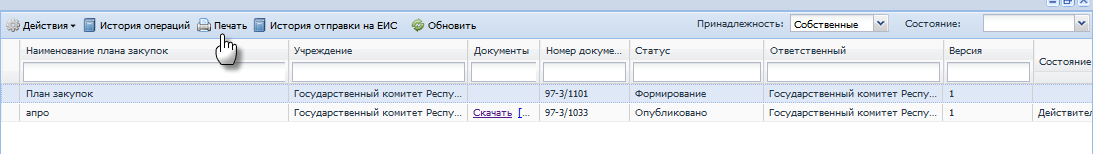 Действия История операций Печать История отправки на ЕИС Обновить Принадлежность: Собственные Состояние:
Наименование плана закупок Учреждение Документы Номер докуме... Статус Ответственный Версия Состояние
План закупок Государственный комитет Респу... 97-3/1101 Формирование Государственный комитет Респу... 1
апро Государственный комитет Респу... Скачать [... 97-3/1033 Опубликовано Государственный комитет Респу... 1 Действител